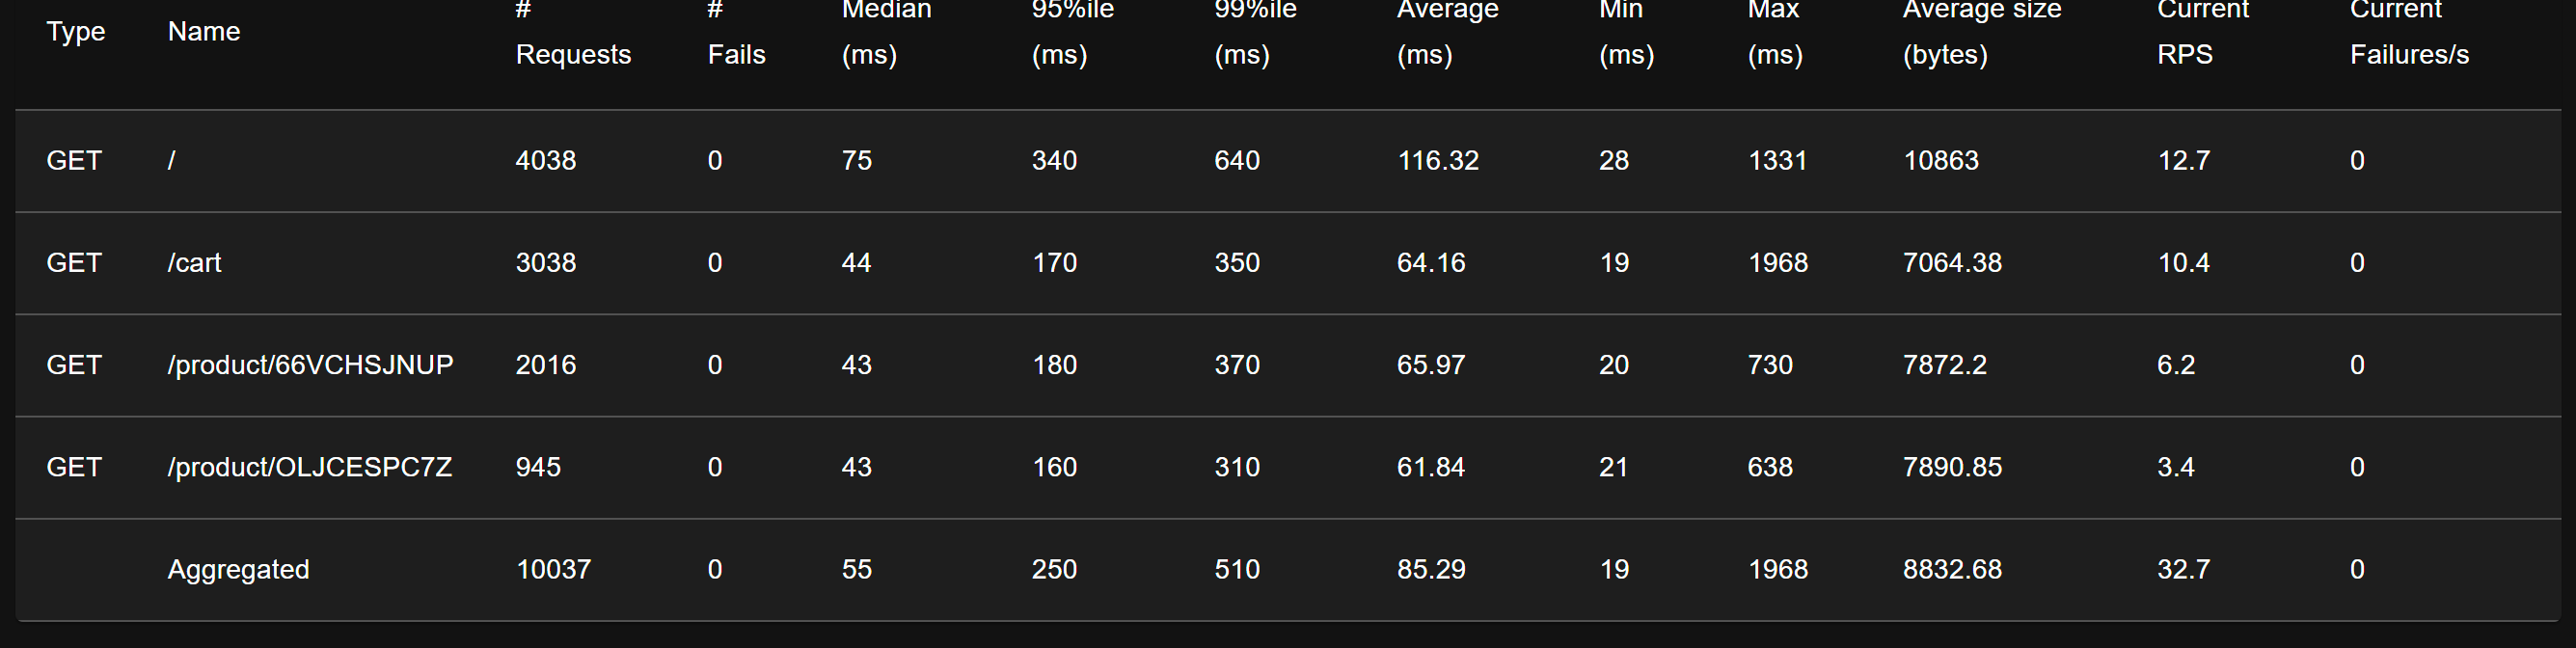 Type Name # Requests # Fails Median (ms) 95%ile (ms) 99%ile (ms) Average (ms) Min (ms) Max (ms) Average size (bytes) Current RPS Current Failures/s
GET / 4038 0 75 340 640 116.32 28 1331 10863 12.7 0
GET /cart 3038 0 44 170 350 64.16 19 1968 7064.38 10.4 0
GET /product/66VCHSJNUP 2016 0 43 180 370 65.97 20 730 7872.2 6.2 0
GET /product/OLJCESPC7Z 945 0 43 160 310 61.84 21 638 7890.85 3.4 0
Aggregated 10037 0 55 250 510 85.29 19 1968 8832.68 32.7 0